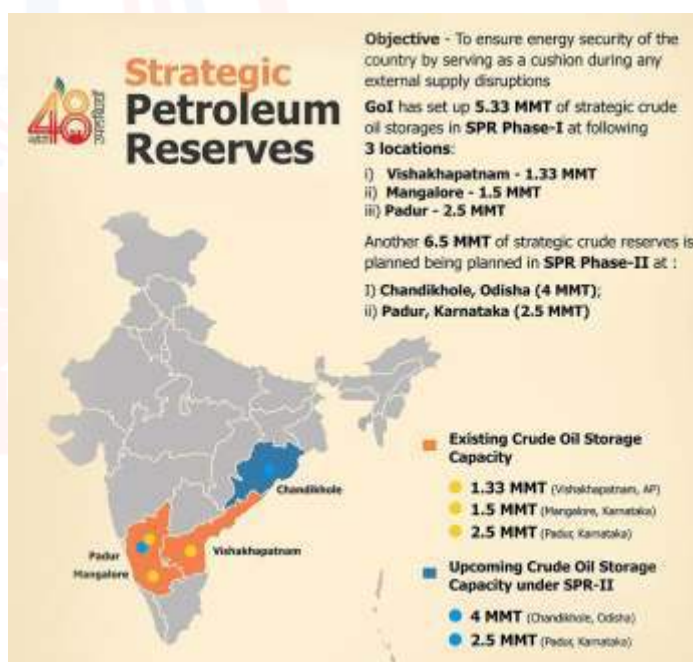 48
Strategic
Petroleum
Reserves
Objective - To ensure energy security of the
country by serving as a cushion during any
external supply disruptions
GoI has set up 5.33 MMT of strategic crude
oil storages in SPR Phase-I at following
3 locations:
i) Vishakhapatnam - 1.33 MMT
ii) Mangalore - 1.5 MMT
iii) Padur - 2.5 MMT
Another 6.5 MMT of strategic crude reserves is
planned being planned in SPR Phase-II at :
I) Chandikhole, Odisha (4 MMT);
ii) Padur, Karnataka (2.5 MMT)
Chandikhole
Padur
Vishakhapatnam
Mangalore
Existing Crude Oil Storage
Capacity
1.33 MMT (Vishakhapatnam, AP)
1.5 MMT (Mangalore, Karnataka)
2.5 MMT (Padur, Karnataka)
Upcoming Crude Oil Storage
Capacity under SPR-II
4 MMT (Chandikhole, Odisha)
2.5 MMT (Padur, Karnataka)